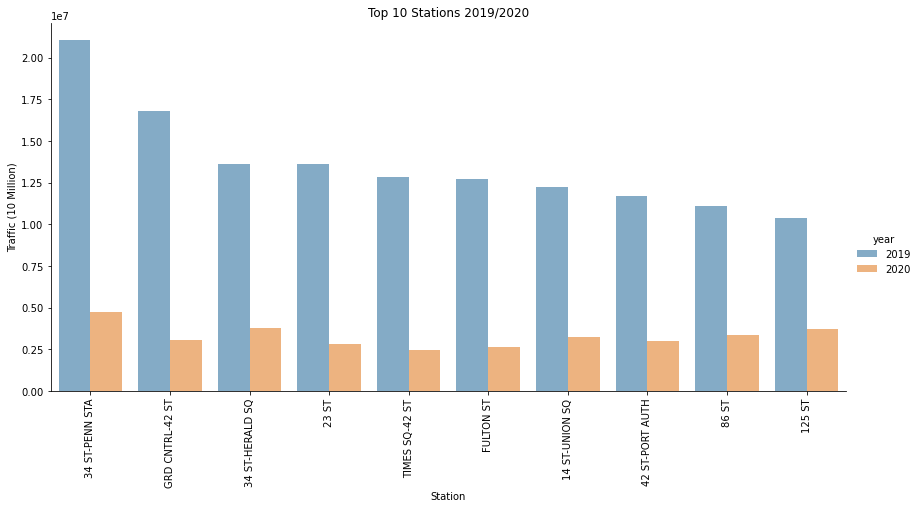 Top 10 Stations 2019/2020
1e7
Traffic (10 Million)
2.00
1.75
1.50
1.25
1.00
0.75
0.50
0.25
0.00
34 ST-PENN STA
GRD CNTRL-42 ST
34 ST-HERALD SQ
23 ST
TIMES SQ-42 ST
FULTON ST
14 ST-UNION SQ
42 ST-PORT AUTH
86 ST
125 ST
Station
year
2019
2020